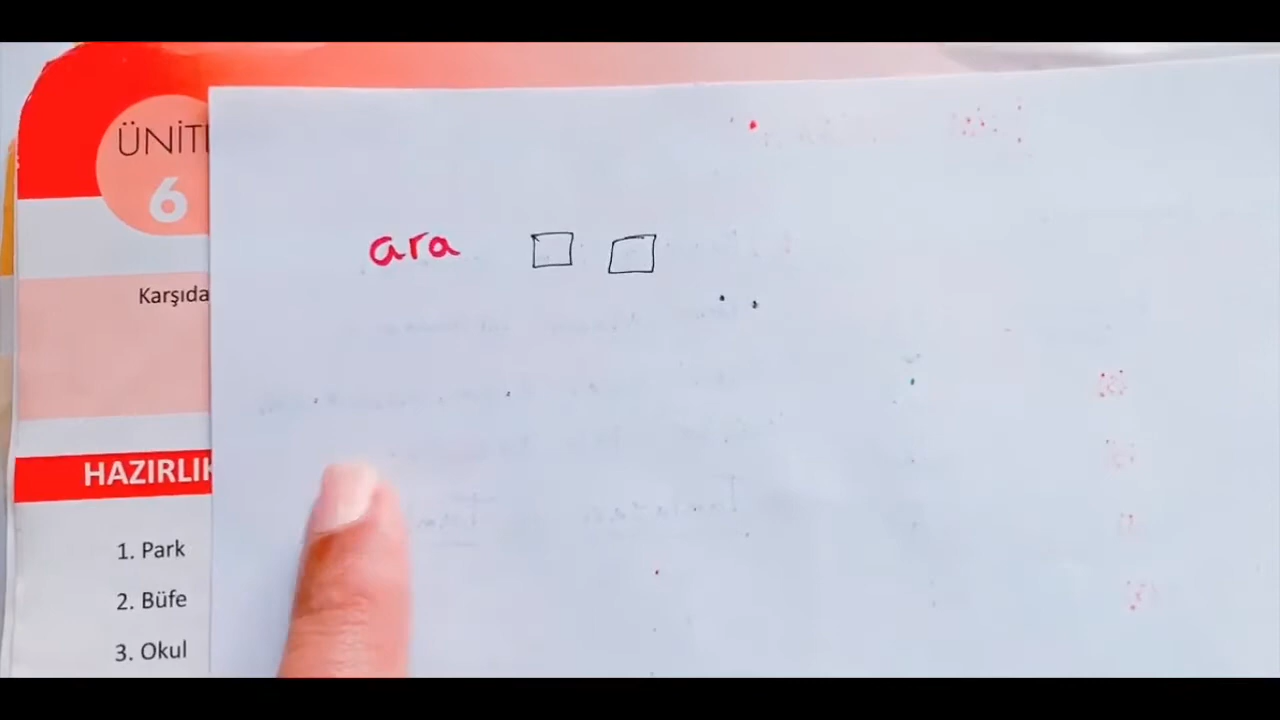 ÜNİT
6
ara
Karşıda
HAZIRLIK
1. Park
2. Büfe
3. Okul